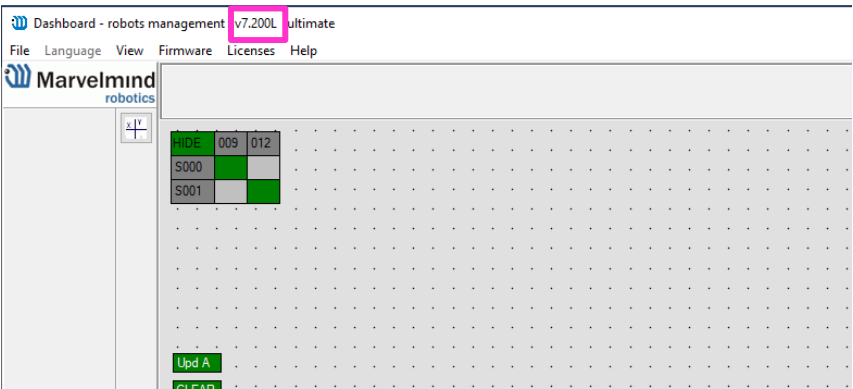 Dashboard - robots management v7.200L ultimate
File Language View Firmware Licenses Help
Marvelmind
robotics
X Y
HIDE 009 012
S000
S001
Upd A
CLEAR